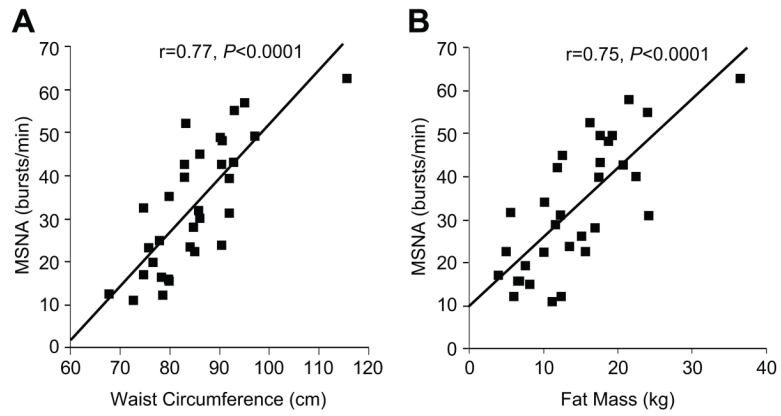 A
r=0.77, P<0.0001
MSNA (bursts/min)
70
60
50
40
30
20
10
0
60 70 80 90 100 110 120
Waist Circumference (cm)
B
r=0.75, P<0.0001
MSNA (bursts/min)
70
60
50
40
30
20
10
0
0 10 20 30 40
Fat Mass (kg)